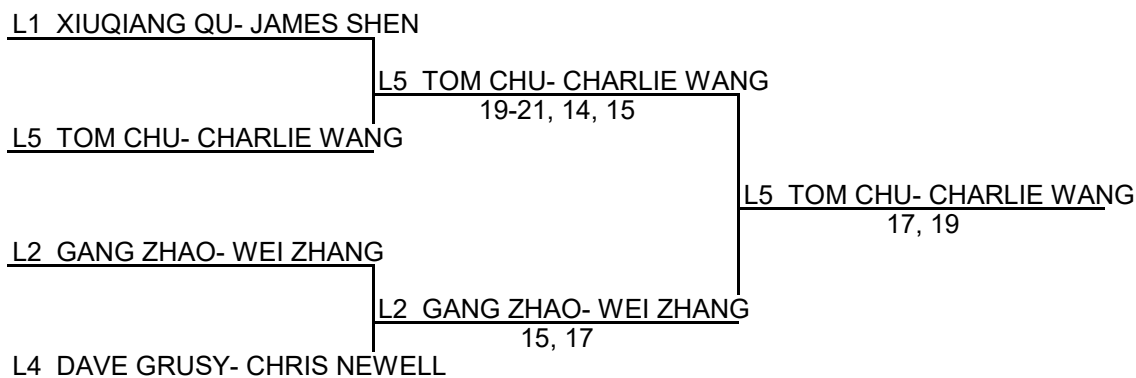 L1 XIUQIANG QU- JAMES SHEN
L5 TOM CHU- CHARLIE WANG
19-21, 14, 15
L5 TOM CHU- CHARLIE WANG
L5 TOM CHU- CHARLIE WANG
17, 19
L2 GANG ZHAO- WEI ZHANG
L2 GANG ZHAO- WEI ZHANG
15, 17
L4 DAVE GRUSY- CHRIS NEWELL